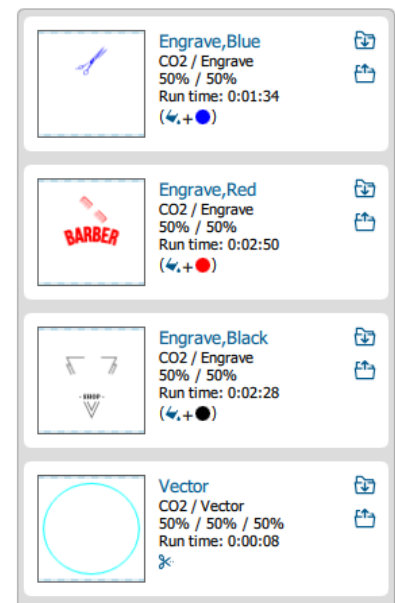 Engrave,Blue
CO2 / Engrave
50% / 50%
Run time: 0:01:34
(+)
BARBER
Engrave,Red
CO2 / Engrave
50% / 50%
Run time: 0:02:50
(+)
- SHOP -
Engrave,Black
CO2 / Engrave
50% / 50%
Run time: 0:02:28
(+)
Vector
CO2 / Vector
50% / 50% / 50%
Run time: 0:00:08